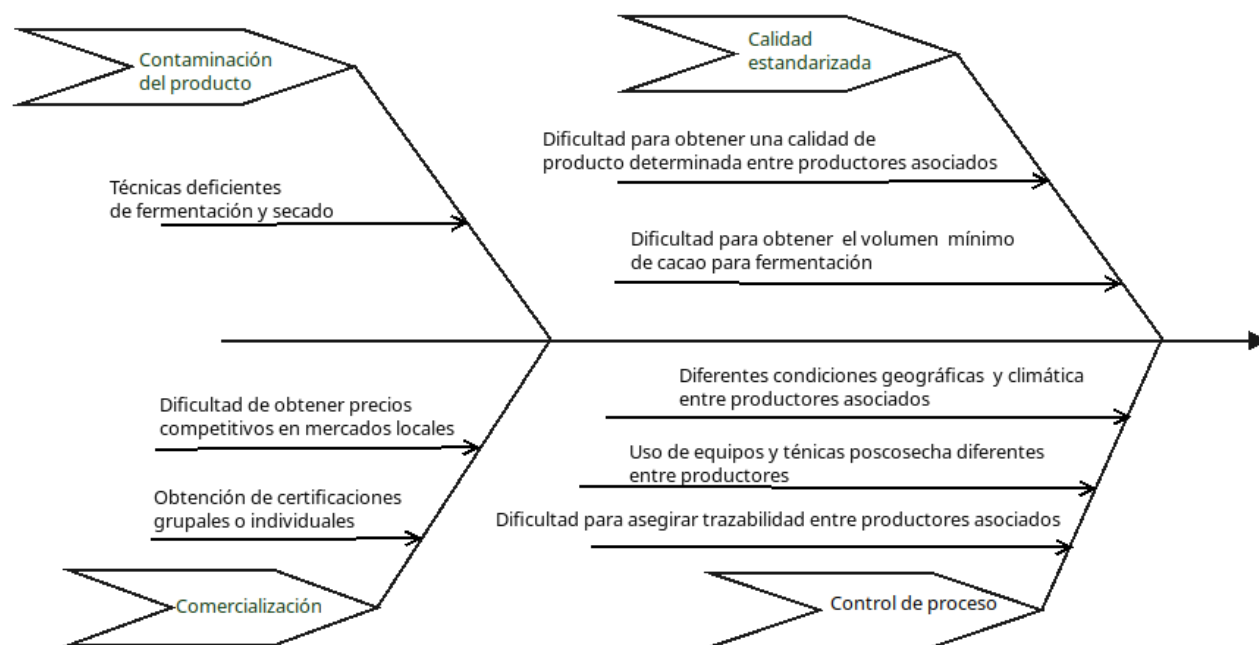 Contaminación
del producto
Calidad
estandarizada
Técnicas deficientes
de fermentación y secado
Dificultad para obtener una calidad de
producto determinada entre productores asociados
Dificultad para obtener el volumen mínimo
de cacao para fermentación
Dificultad de obtener precios
competitivos en mercados locales
Obtención de certificaciones
grupales o individuales
Comercialización
Diferentes condiciones geográficas y climática
entre productores asociados
Uso de equipos y ténicas poscosecha diferentes
entre productores
Dificultad para asegirar trazabilidad entre productores asociados
Control de proceso